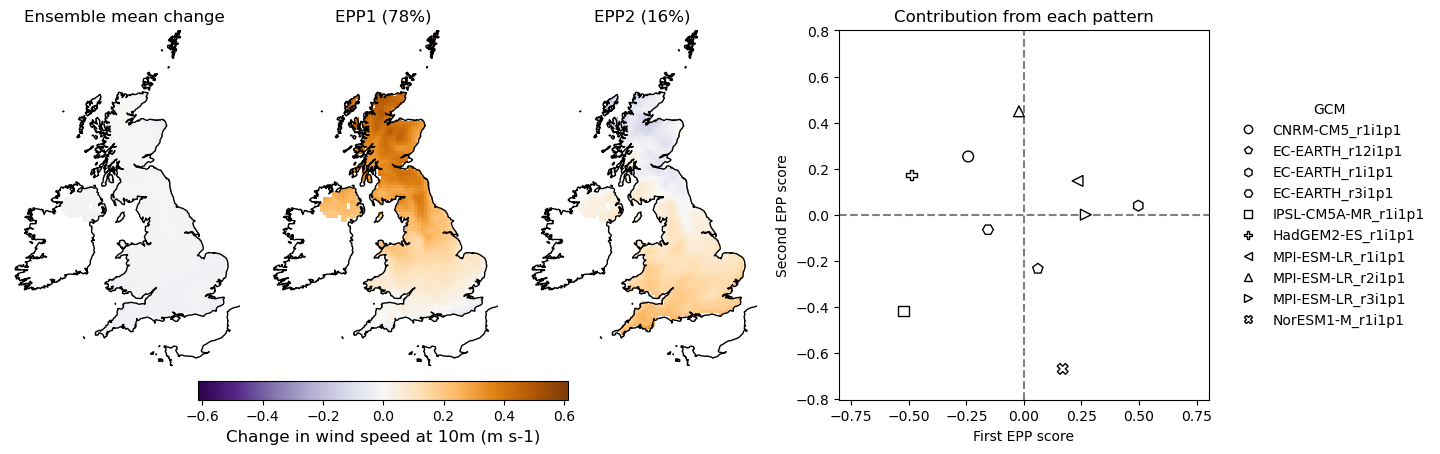 Ensemble mean change
EPP1 (78%)
EPP2 (16%)
−0.6 −0.4 −0.2 0.0 0.2 0.4 0.6
Change in wind speed at 10m (m s-1)
Contribution from each pattern
Second EPP score
0.8
0.6
0.4
0.2
0.0
−0.2
−0.4
−0.6
−0.8
−0.75 −0.50 −0.25 0.00 0.25 0.50 0.75
First EPP score
GCM
CNRM-CM5_r1i1p1
EC-EARTH_r12i1p1
EC-EARTH_r1i1p1
EC-EARTH_r3i1p1
IPSL-CM5A-MR_r1i1p1
HadGEM2-ES_r1i1p1
MPI-ESM-LR_r1i1p1
MPI-ESM-LR_r2i1p1
MPI-ESM-LR_r3i1p1
NorESM1-M_r1i1p1